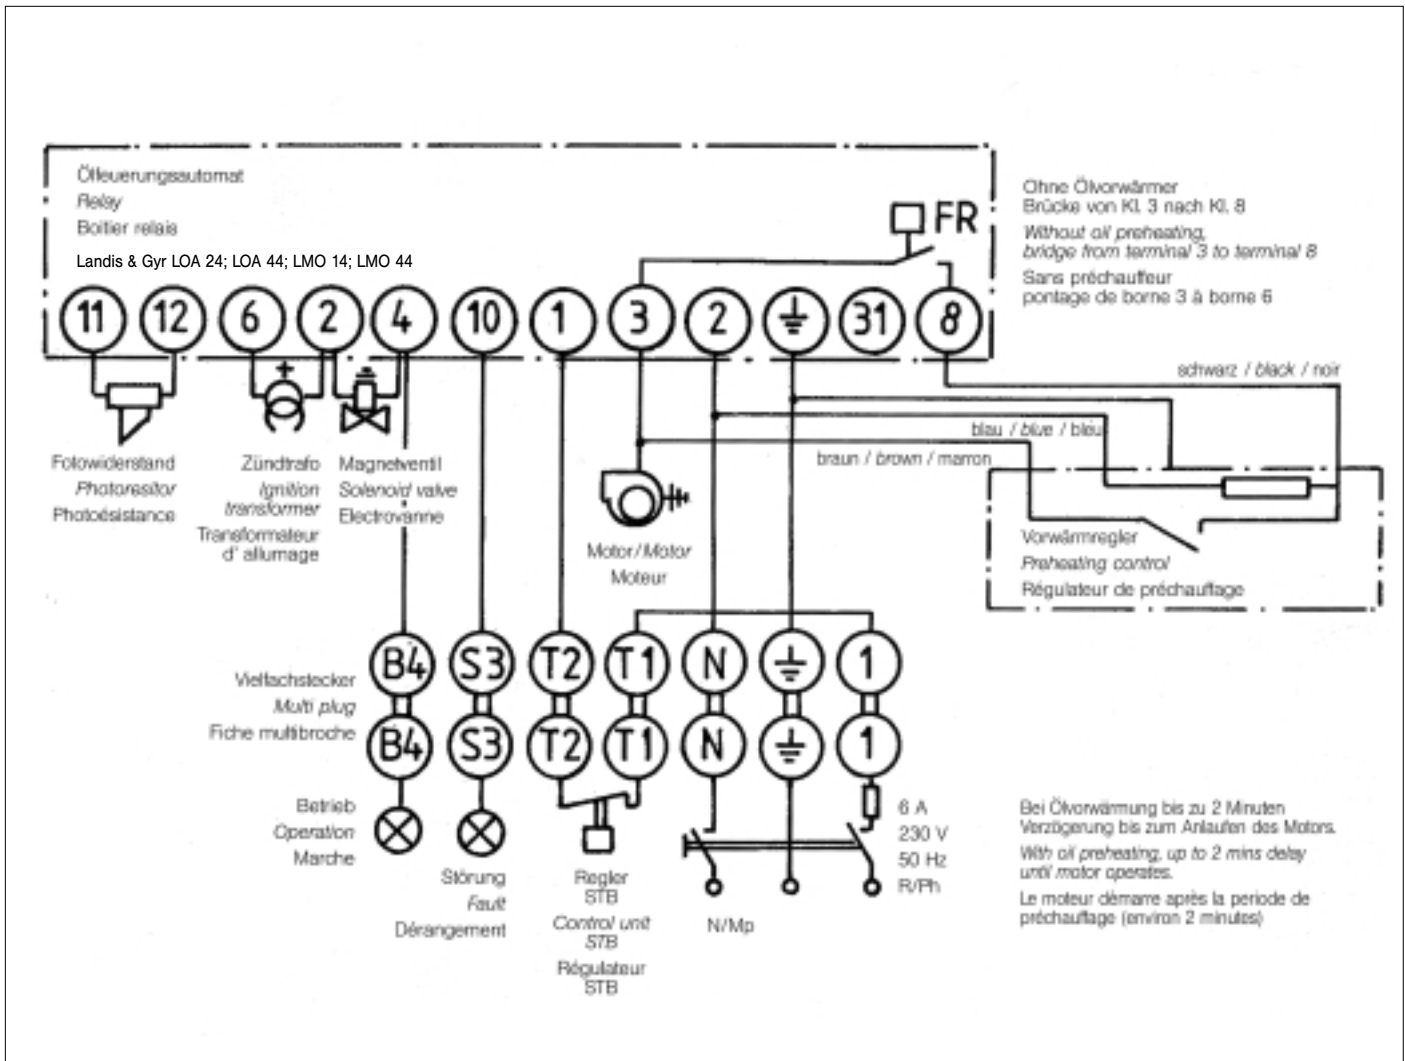 Ölfeuerungsautomat
Relay
Boitier relais
Landis & Gyr LOA 24; LOA 44; LMO 14; LMO 44
FR
Ohne Ölvorwärmer
Brücke von Kl. 3 nach Kl. 8
Without oil preheating,
bridge from terminal 3 to terminal 8
Sans préchauffeur
pontage de borne 3 à borne 6
11 12 6 2 4 10 1 3 2 31 8
schwarz / black / noir
blau / blue / bleu
braun / brown / marron
Fotowiderstand
Photoresitor
Photoésistance
Zündtrafo
Ignition
transformer
Transformateur
d' allumage
Magnetventil
Solenoid valve
Electrovanne
Motor/Motor
Moteur
Vorwärmregler
Preheating control
Régulateur de préchauffage
B4 S3 T2 T1 N 1
Vielfachstecker
Multi plug
Fiche multibroche
B4 S3 T2 T1 N 1
Betrieb
Operation
Marche
Störung
Fault
Dérangement
Regler
STB
Control unit
STB
Régulateur
STB
N/Mp
6 A
230 V
50 Hz
R/Ph
Bei Ölvorwärmung bis zu 2 Minuten
Verzögerung bis zum Anlaufen des Motors.
With oil preheating, up to 2 mins delay
until motor operates.
Le moteur démarre après la periode de
préchauffage (environ 2 minutes)